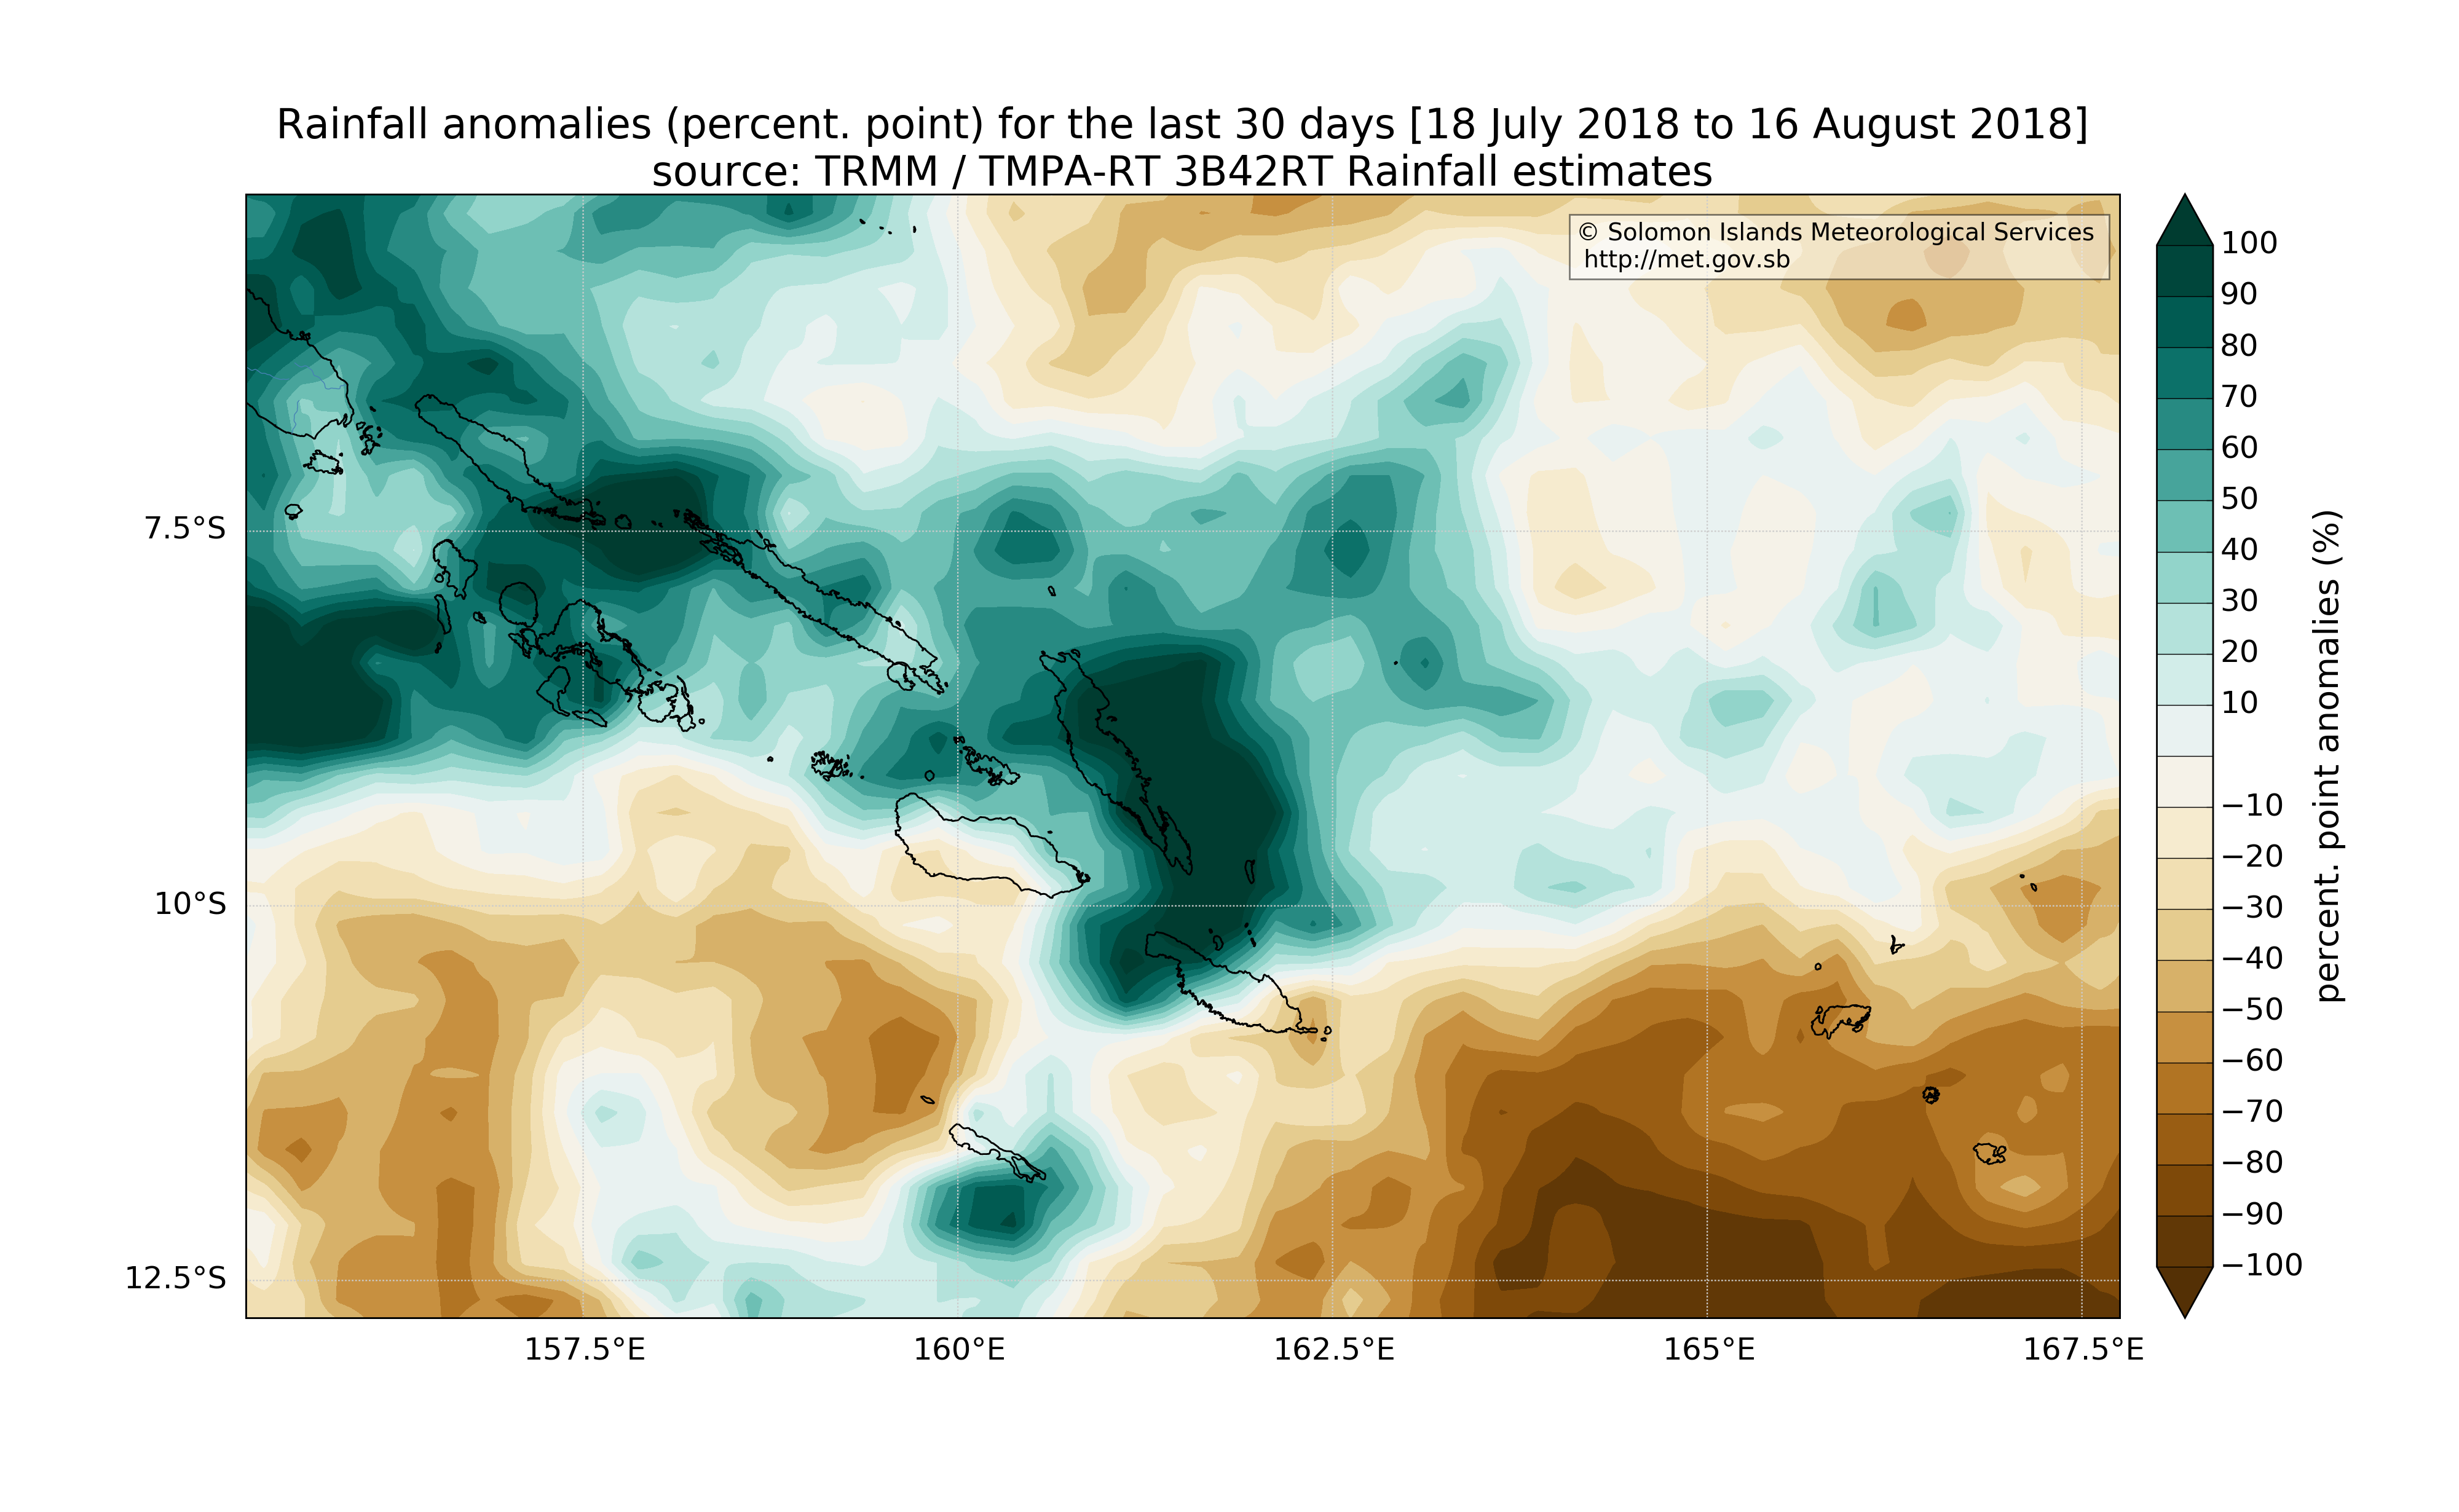 Rainfall anomalies (percent. point) for the last 30 days [18 July 2018 to 16 August 2018]
source: TRMM / TMPA-RT 3B42RT Rainfall estimates
© Solomon Islands Meteorological Services
http://met.gov.sb
7.5°S
10°S
12.5°S
157.5°E
160°E
162.5°E
165°E
167.5°E
100
90
80
70
60
50
40
30
20
10
−10
−20
−30
−40
−50
−60
−70
−80
−90
−100
percent. point anomalies (%)